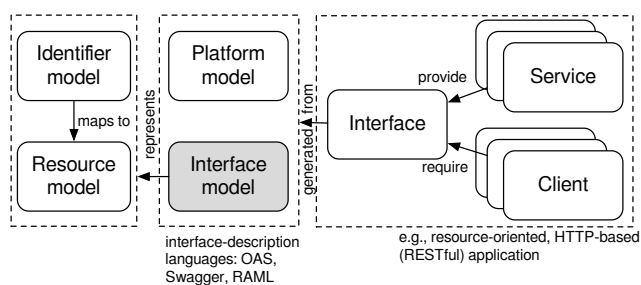 Identifier
model
maps to
Resource
model
represents
Platform
model
Interface
model
interface-description
languages: OAS,
Swagger, RAML
generated from
Interface
provide
require
Service
Client
e.g., resource-oriented, HTTP-based
(RESTful) application